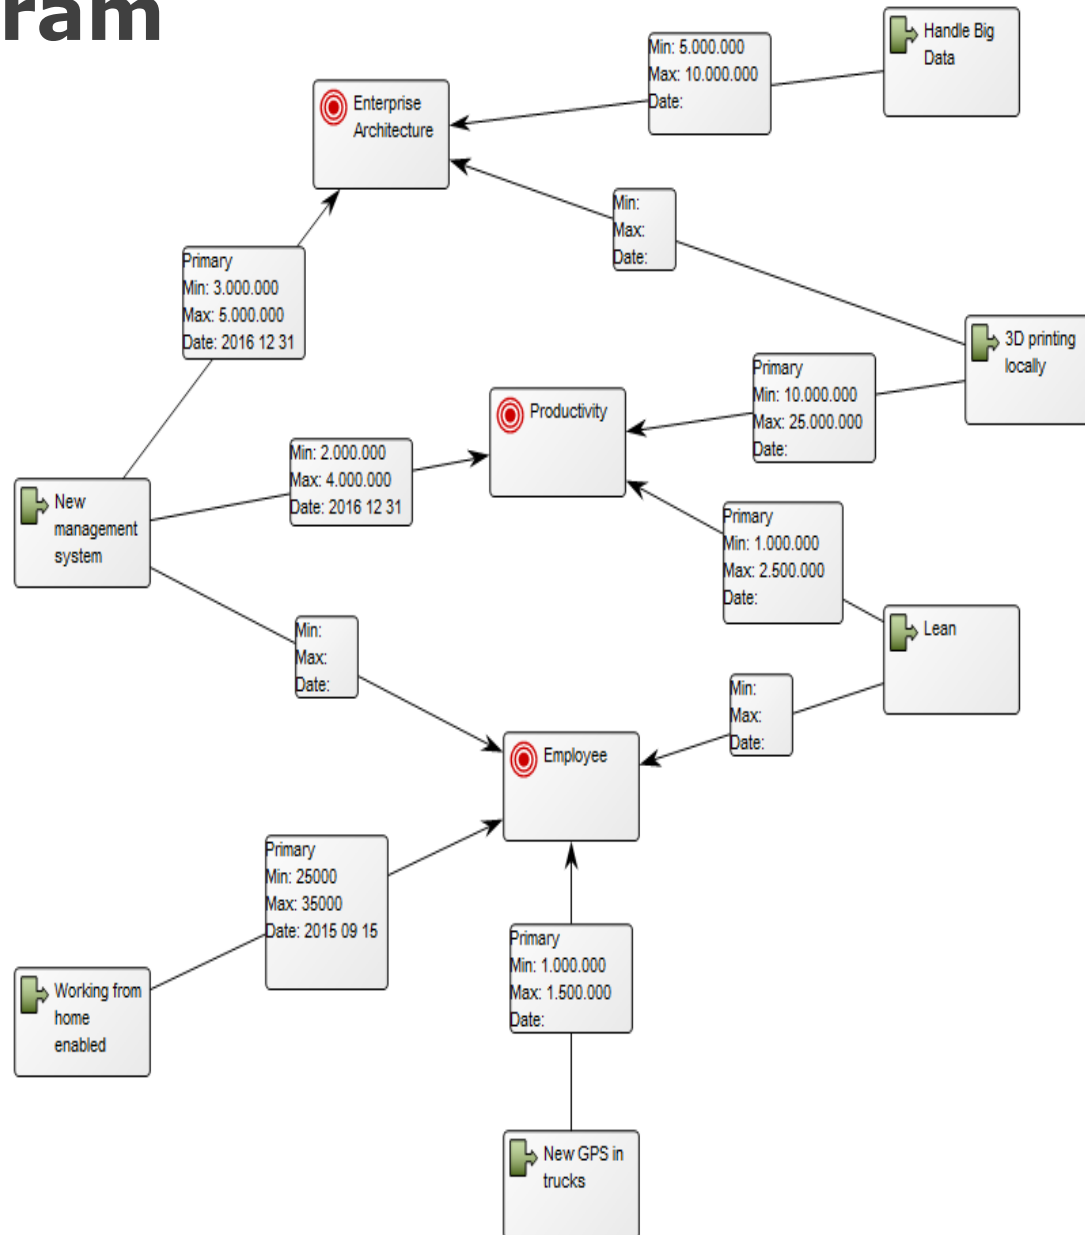 ram
Handle Big
Data
Min: 5.000.000
Max: 10.000.000
Date:
Enterprise
Architecture
Min:
Max:
Date:
Primary
Min: 3.000.000
Max: 5.000.000
Date: 2016 12 31
3D printing
locally
Primary
Min: 10.000.000
Max: 25.000.000
Date:
Productivity
Min: 2.000.000
Max: 4.000.000
Date: 2016 12 31
New
management
system
Primary
Min: 1.000.000
Max: 2.500.000
Date:
Lean
Min:
Max:
Date:
Min:
Max:
Date:
Employee
Primary
Min: 25000
Max: 35000
Date: 2015 09 15
Primary
Min: 1.000.000
Max: 1.500.000
Date:
Working from
home
enabled
New GPS in
trucks